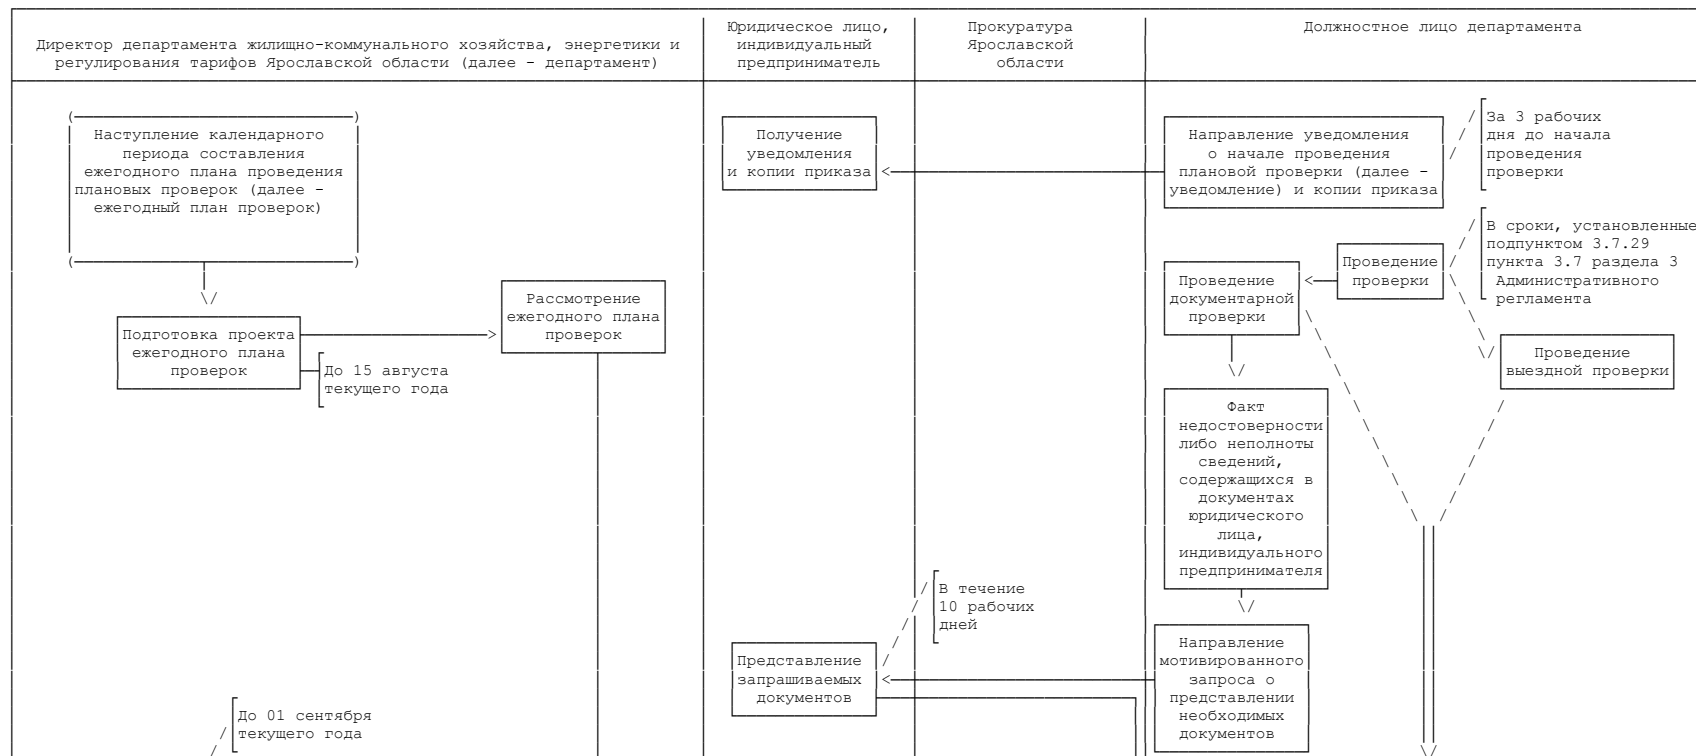 Директор департамента жилищно-коммунального хозяйства, энергетики и
регулирования тарифов Ярославской области (далее - департамент)
Юридическое лицо,
индивидуальный
предприниматель
Прокуратура
Ярославской
области
Должностное лицо департамента
Наступление календарного
периода составления
ежегодного плана проведения
плановых проверок (далее -
ежегодный план проверок)
Получение
уведомления
и копии приказа
Направление уведомления
о начале проведения
плановой проверки (далее -
уведомление) и копии приказа
За 3 рабочих
дня до начала
проведения
проверки
В сроки, установленные
подпунктом 3.7.29
пункта 3.7 раздела 3
Административного
регламента
Проведение
проверки
Проведение
документарной
проверки
Рассмотрение
ежегодного плана
проверок
Подготовка проекта
ежегодного плана
проверок
До 15 августа
текущего года
Проведение
выездной проверки
Факт
недостоверности
либо неполноты
сведений,
содержащихся в
документах
юридического
лица,
индивидуального
предпринимателя
В течение
10 рабочих
дней
Представление
запрашиваемых
документов
Направление
мотивированного
запроса о
представлении
необходимых
документов
До 01 сентября
текущего года